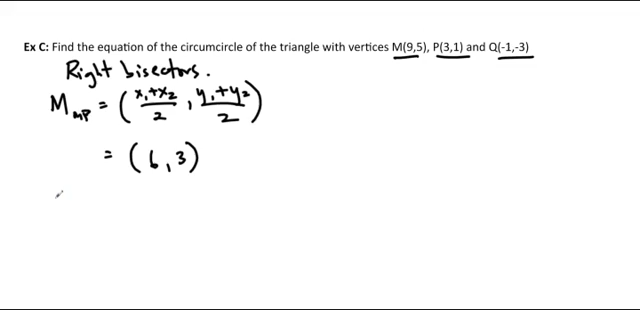 Ex C: Find the equation of the circumcircle of the triangle with vertices M(9,5), P(3,1) and Q(-1,-3)
Right bisectors.
M_MP = ( (x₁+x₂)/2 , (y₁+y₂)/2 )
= (6,3)